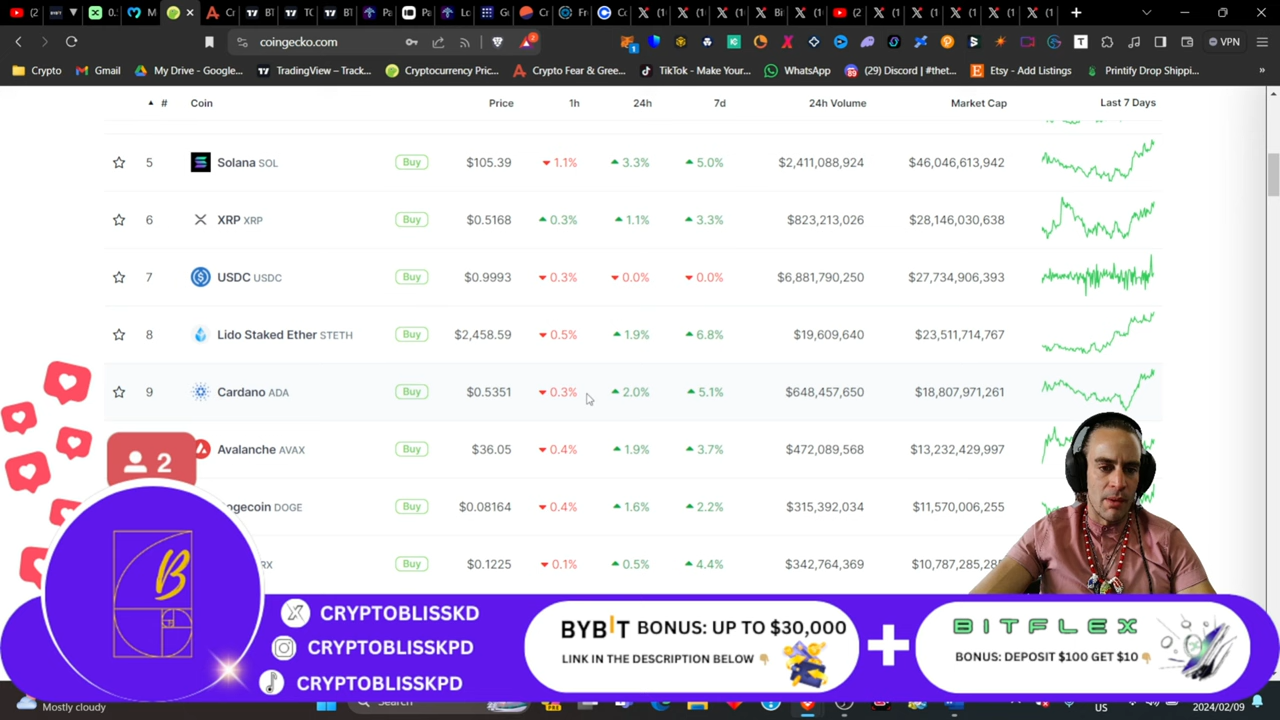 coingecko.com
2
1
VPN
Crypto
Gmail
My Drive - Google...
TradingView – Track...
Cryptocurrency Pric...
Crypto Fear & Gree...
TikTok - Make Your...
WhatsApp
(29) Discord | #thet...
Etsy - Add Listings
Printify Drop Shippi...
»
# Coin Price 1h 24h 7d 24h Volume Market Cap Last 7 Days
5 Solana SOL Buy $105.39 1.1% 3.3% 5.0% $2,411,088,924 $46,046,613,942
6 XRP XRP Buy $0.5168 0.3% 1.1% 3.3% $823,213,026 $28,146,030,638
7 USDC USDC Buy $0.9993 0.3% 0.0% 0.0% $6,881,790,250 $27,734,906,393
8 Lido Staked Ether STETH Buy $2,458.59 0.5% 1.9% 6.8% $19,609,640 $23,511,714,767
9 Cardano ADA Buy $0.5351 0.3% 2.0% 5.1% $648,457,650 $18,807,971,261
Avalanche AVAX Buy $36.05 0.4% 1.9% 3.7% $472,089,568 $13,232,429,997
2
ogecoin DOGE Buy $0.08164 0.4% 1.6% 2.2% $315,392,034 $11,570,006,255
RX Buy $0.1225 0.1% 0.5% 4.4% $342,764,369
B
CRYPTOBLISSKD
CRYPTOBLISSKPD
CRYPTOBLISSKPD
BYBIT BONUS: UP TO $30,000
LINK IN THE DESCRIPTION BELOW
+
BITFLEX
BONUS: DEPOSIT $100 GET $10
Mostly cloudy
Search
US
2024/02/09